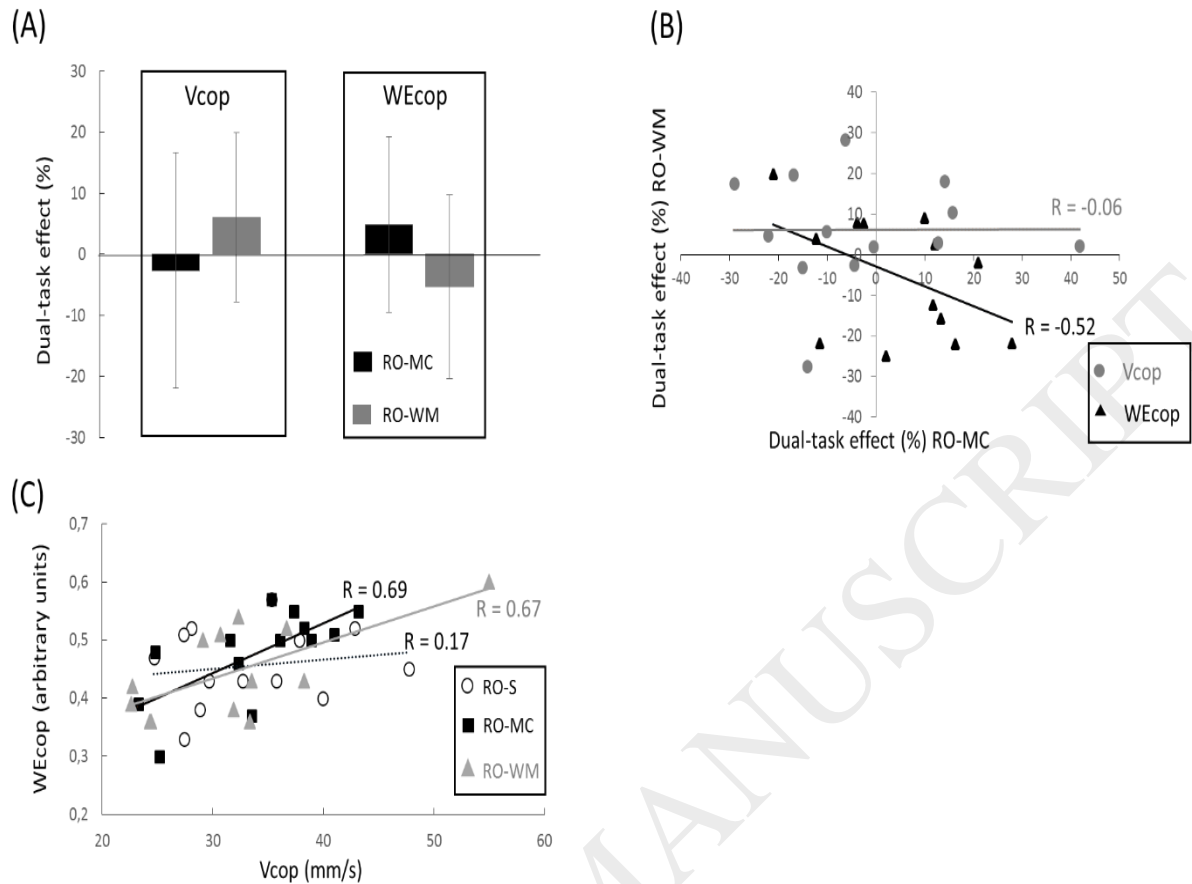 (A)
Dual-task effect (%)
30
20
10
0
-10
-20
-30
Vcop
WEcop
RO-MC
RO-WM
(B)
Dual-task effect (%) RO-WM
40
30
20
10
0
-10
-20
-30
-40
-40
-30
-20
-10
0
10
20
30
40
50
R = -0.06
R = -0.52
Vcop
WEcop
Dual-task effect (%) RO-MC
(C)
WEcop (arbitrary units)
0,7
0,6
0,5
0,4
0,3
0,2
20
30
40
50
60
R = 0.69
R = 0.67
R = 0.17
RO-S
RO-MC
RO-WM
Vcop (mm/s)
MANUSCRIPT